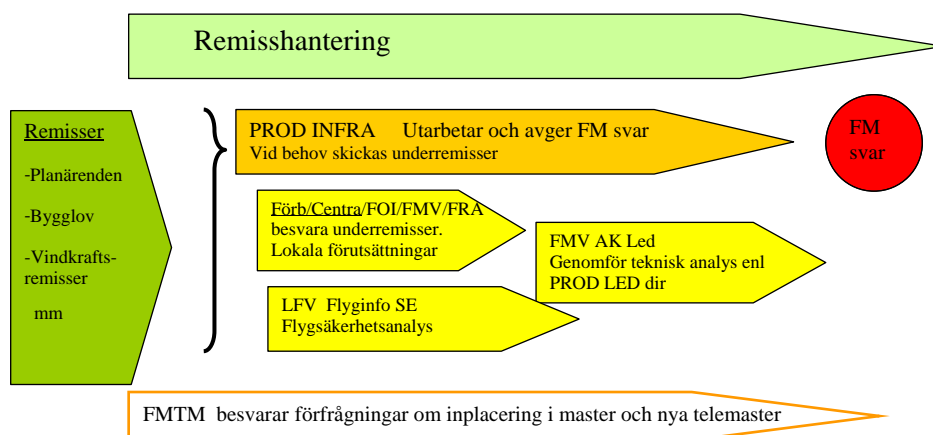 Remisshantering
Remisser
-Planärenden
-Bygglov
-Vindkrafts-
remisser
mm
PROD INFRA Utarbetar och avger FM svar
Vid behov skickas underremisser
FM
svar
Förb/Centra/FOI/FMV/FRA
besvara underremisser.
Lokala förutsättningar
FMV AK Led
Genomför teknisk analys enl
PROD LED dir
LFV Flyginfo SE
Flygsäkerhetsanalys
FMTM besvarar förfrågningar om inplacering i master och nya telemaster